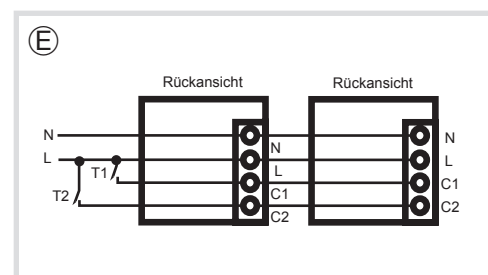 E
Rückansicht Rückansicht
N N N
L L L
T1 C1 C1
T2 C2 C2